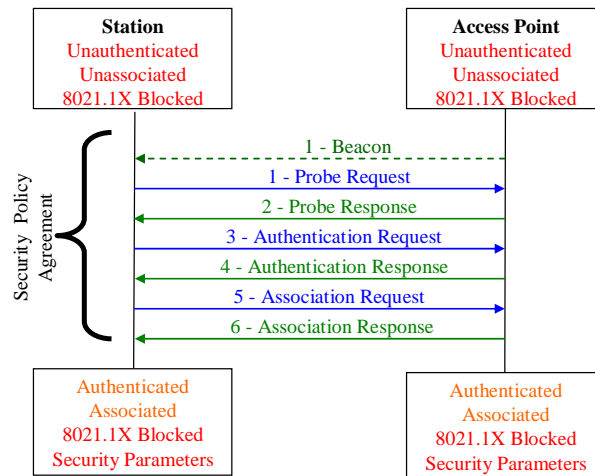 Station
Unauthenticated
Unassociated
8021.1X Blocked
Access Point
Unauthenticated
Unassociated
8021.1X Blocked
Security Policy
Agreement
1 - Beacon
1 - Probe Request
2 - Probe Response
3 - Authentication Request
4 - Authentication Response
5 - Association Request
6 - Association Response
Authenticated
Associated
8021.1X Blocked
Security Parameters
Authenticated
Associated
8021.1X Blocked
Security Parameters